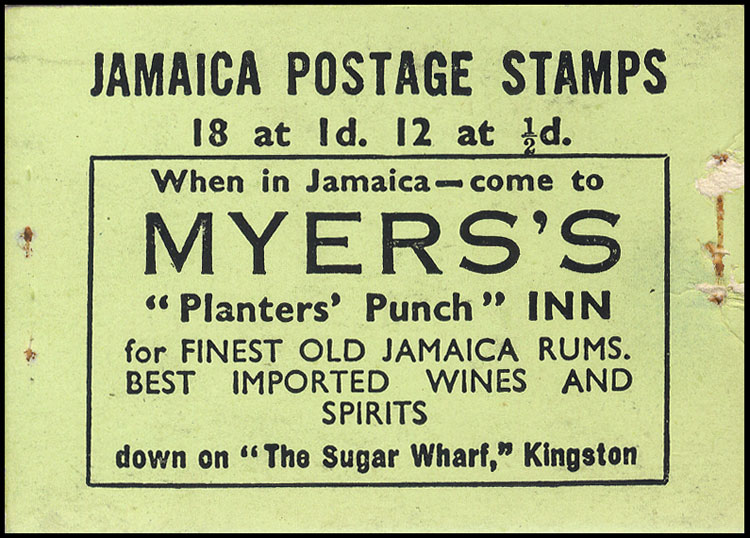 JAMAICA POSTAGE STAMPS
18 at 1d. 12 at ½d.
When in Jamaica—come to
MYERS'S
"Planters' Punch" INN
for FINEST OLD JAMAICA RUMS.
BEST IMPORTED WINES AND
SPIRITS
down on "The Sugar Wharf," Kingston